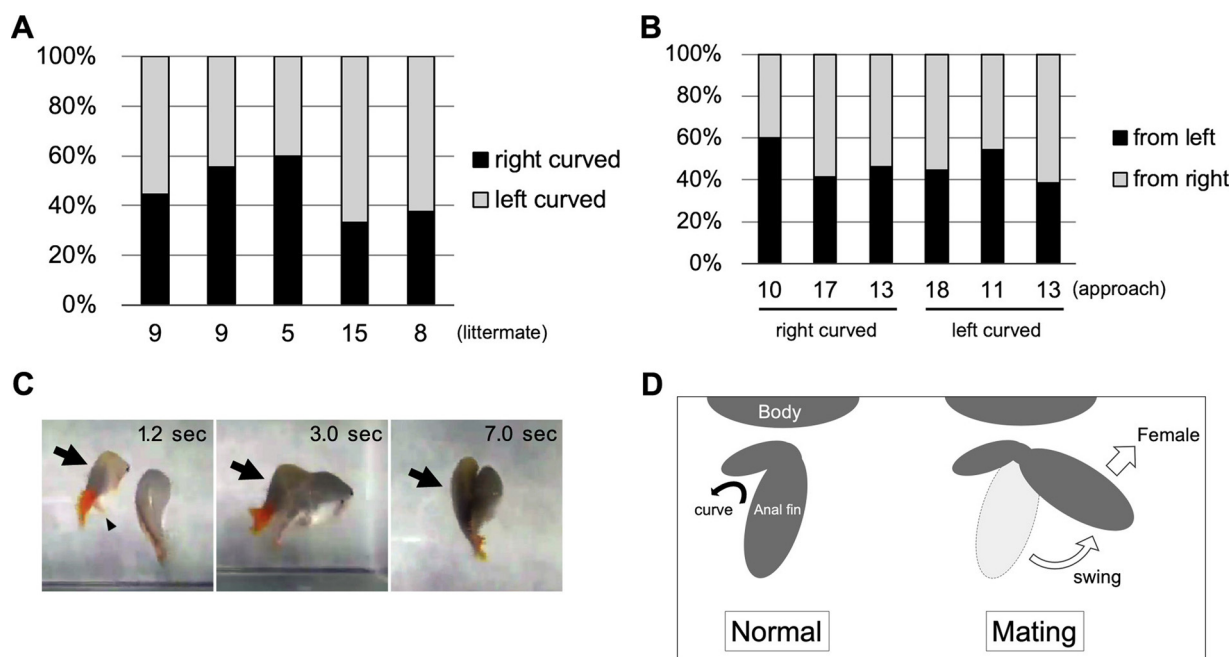 A
100%
80%
60%
40%
20%
0%
9 9 5 15 8 (littermate)
right curved
left curved
B
100%
80%
60%
40%
20%
0%
10 17 13 18 11 13 (approach)
right curved left curved
from left
from right
C
1.2 sec 3.0 sec 7.0 sec
D
Body
Female
curve
Anal fin
swing
Normal Mating